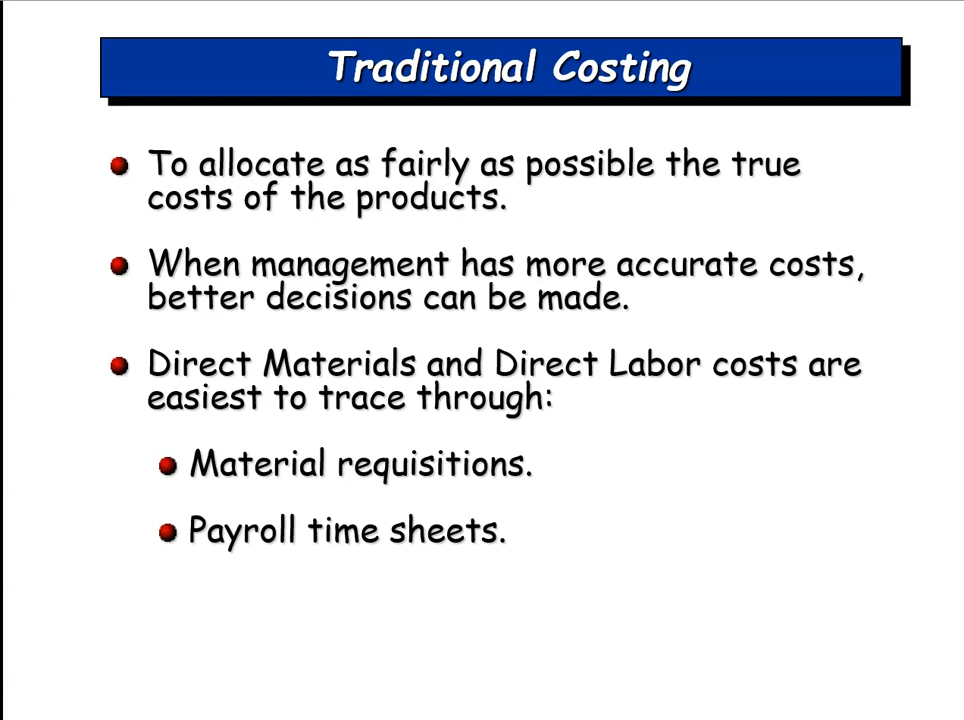 Traditional Costing
To allocate as fairly as possible the true
costs of the products.
When management has more accurate costs,
better decisions can be made.
Direct Materials and Direct Labor costs are
easiest to trace through:
Material requisitions.
Payroll time sheets.